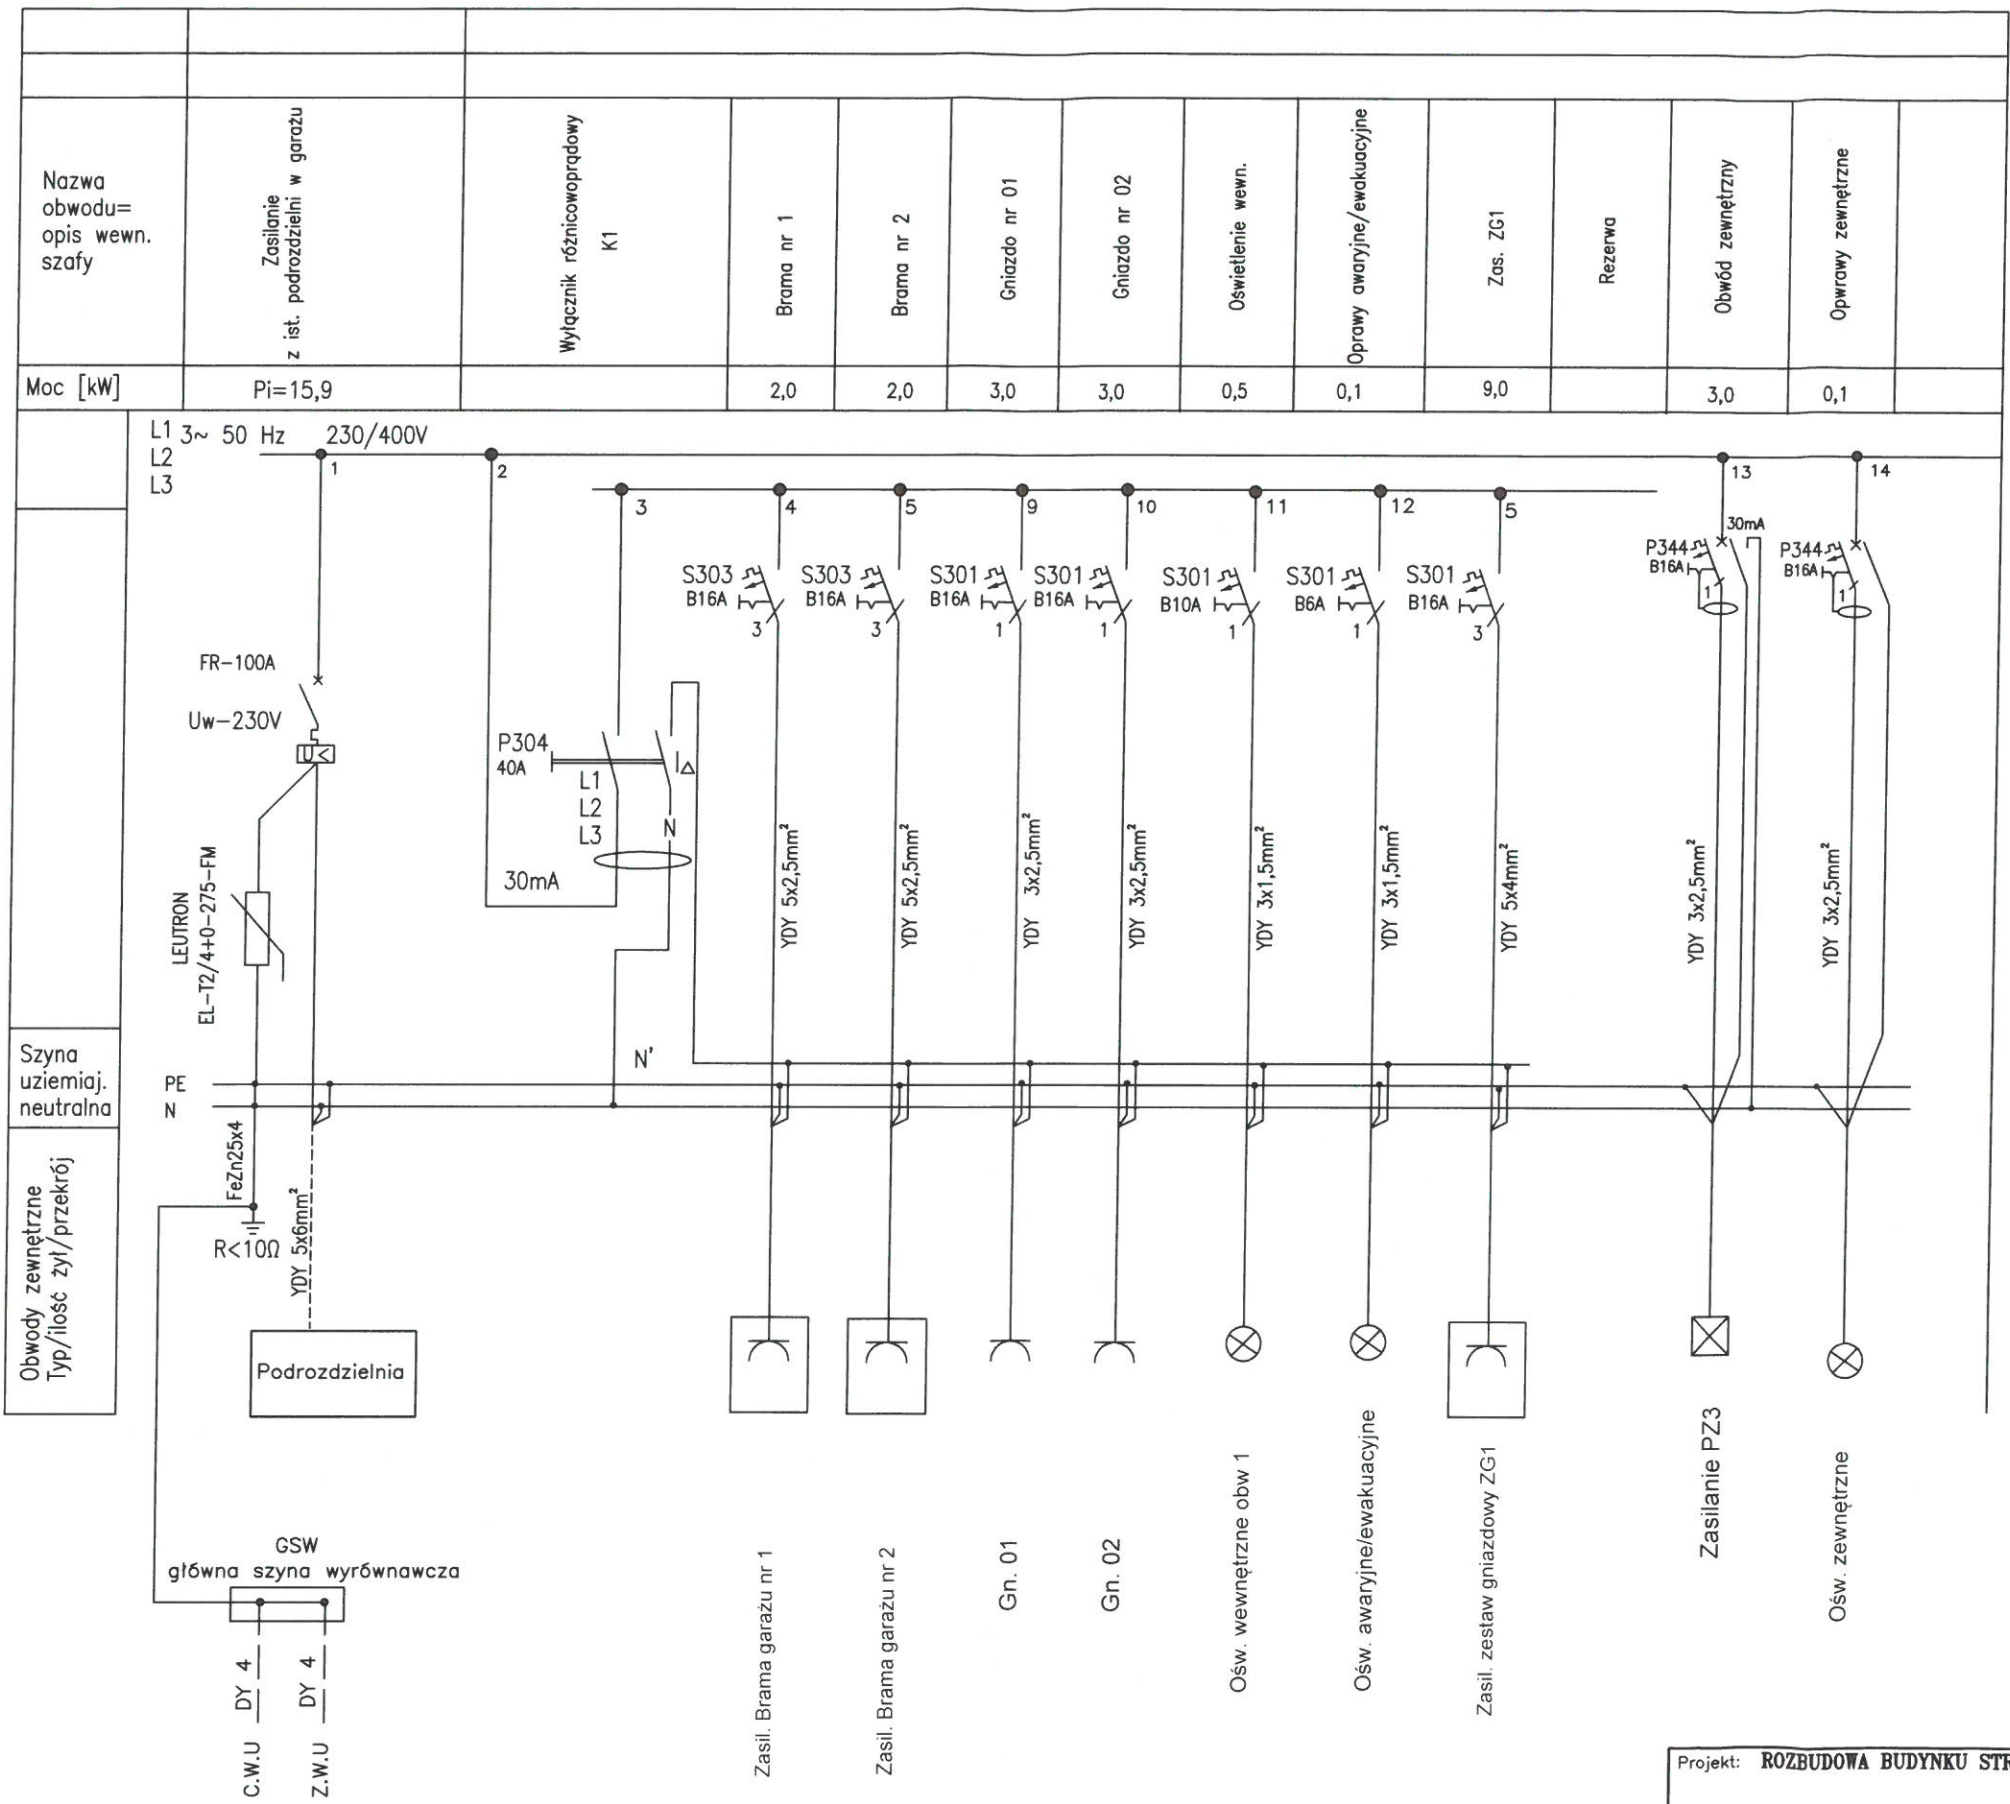 Nazwa
obwodu=
opis wewn.
szafy
Zasilanie
z ist. podrozdzielni w garażu
Wyłącznik różnicowoprądowy
K1
Brama nr 1
Brama nr 2
Gniazdo nr 01
Gniazdo nr 02
Oświetlenie wewn.
Oprawy awaryjne/ewakuacyjne
Zas. ZG1
Rezerwa
Obwód zewnętrzny
Opwrawy zewnętrzne
Moc [kW]
Pi=15,9
2,0
2,0
3,0
3,0
0,5
0,1
9,0
3,0
0,1
L1 3~ 50 Hz 230/400V
L2
L3
1
2
3
4
5
9
10
11
12
5
13
14
S303
B16A
3
S303
B16A
3
S301
B16A
1
S301
B16A
1
S301
B10A
1
S301
B6A
1
S301
B16A
3
30mA
P344
B16A
1
P344
B16A
1
FR-100A
Uw-230V
U<
P304
40A
L1
L2
L3
N
I△
30mA
LEUTRON
EL-T2/4+0-275-FM
YDY 5x2,5mm²
YDY 5x2,5mm²
YDY 3x2,5mm²
YDY 3x2,5mm²
YDY 3x1,5mm²
YDY 3x1,5mm²
YDY 5x4mm²
YDY 3x2,5mm²
YDY 3x2,5mm²
Szyna
uziemiaj.
neutralna
N'
PE
N
Obwody zewnętrzne
Typ/ilość żył/przekrój
FeZn25x4
R<10Ω
YDY 5x6mm²
Podrozdzielnia
GSW
główna szyna wyrównawcza
C.W.U DY 4
Z.W.U DY 4
Zasil. Brama garażu nr 1
Zasil. Brama garażu nr 2
Gn. 01
Gn. 02
Ośw. wewnętrzne obw 1
Ośw. awaryjne/ewakuacyjne
Zasil. zestaw gniazdowy ZG1
Zasilanie PZ3
Ośw. zewnętrzne
Projekt: ROZBUDOWA BUDYNKU